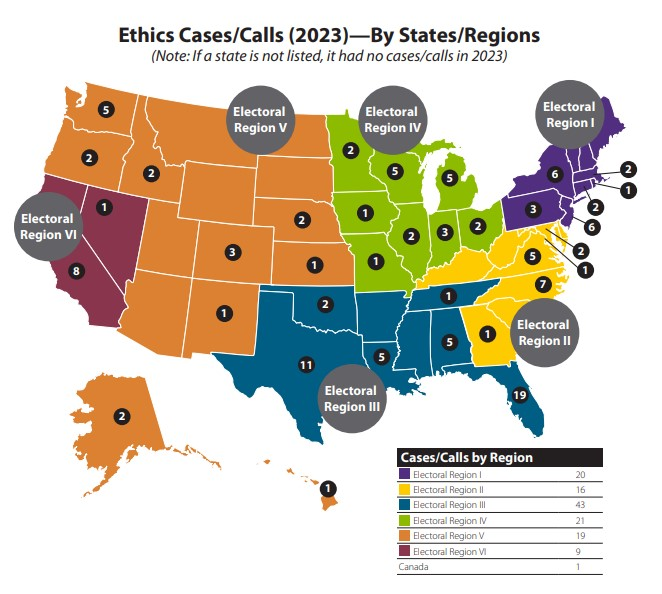 Ethics Cases/Calls (2023)—By States/Regions
(Note: If a state is not listed, it had no cases/calls in 2023)
Electoral
Region V
Electoral
Region IV
Electoral
Region I
5
2
2
2
5
5
6
2
1
Electoral
Region VI
1
2
1
2
3
2
3
2
6
8
3
1
1
5
2
1
1
2
1
7
11
5
5
1
Electoral
Region II
Electoral
Region III
19
2
1
Cases/Calls by Region
Electoral Region I 20
Electoral Region II 16
Electoral Region III 43
Electoral Region IV 21
Electoral Region V 19
Electoral Region VI 9
Canada 1